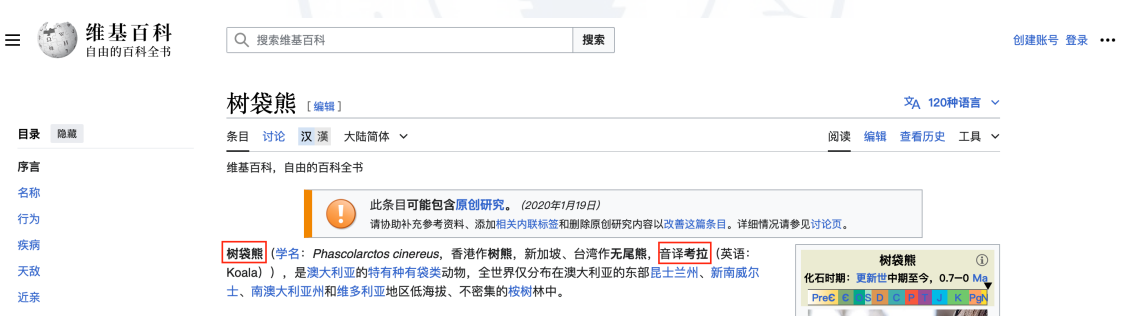 维基百科
自由的百科全书
搜索维基百科
搜索
创建账号 登录
树袋熊 [编辑]
120种语言
目录 隐藏
条目 讨论 汉 漢 大陆简体
阅读 编辑 查看历史 工具
序言
维基百科，自由的百科全书
名称
行为
疾病
天敌
近亲
此条目可能包含原创研究。 (2020年1月19日)
请协助补充参考资料、添加相关内联标签和删除原创研究内容以改善这篇条目。详细情况请参见讨论页。
树袋熊（学名：Phascolarctos cinereus，香港作树熊，新加坡、台湾作无尾熊，音译考拉（英语：
Koala）），是澳大利亚的特有种有袋类动物，全世界仅分布在澳大利亚的东部昆士兰州、新南威尔
士、南澳大利亚州和维多利亚地区低海拔、不密集的桉树林中。
树袋熊
化石时期：更新世中期至今，0.7–0 Ma
PreЄ Є O S D C P T J K PgN